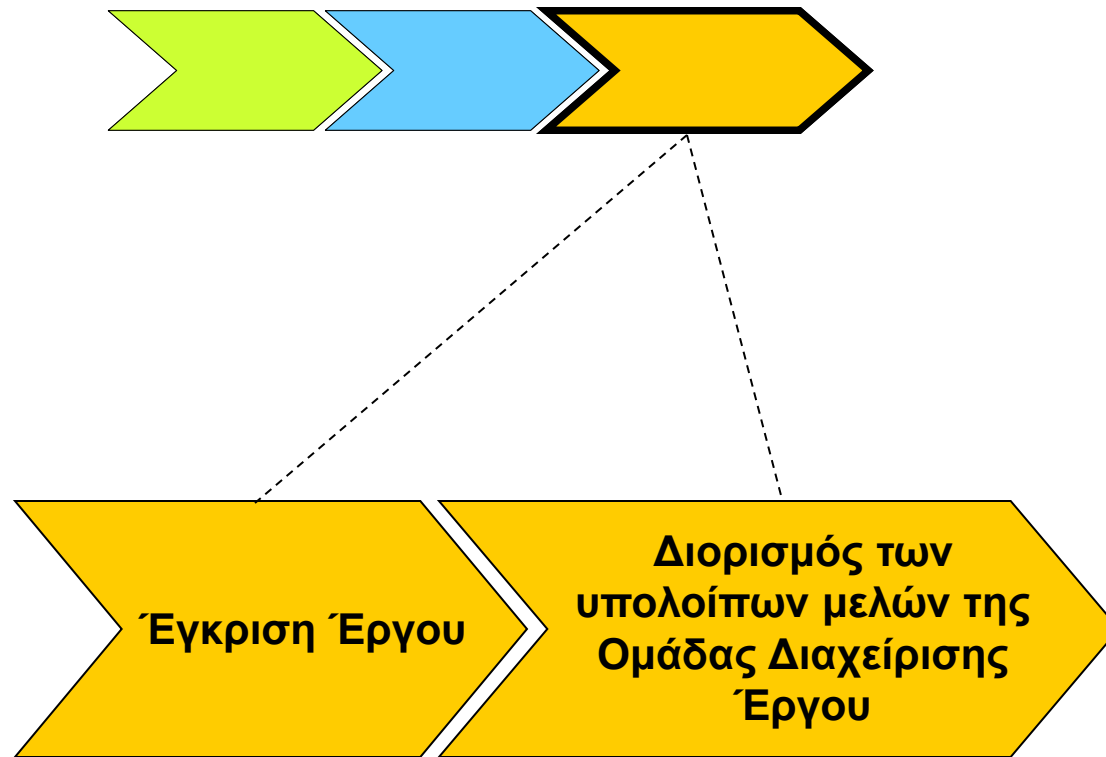 Έγκριση Έργου
Διορισμός των
υπολοίπων μελών της
Ομάδας Διαχείρισης
Έργου